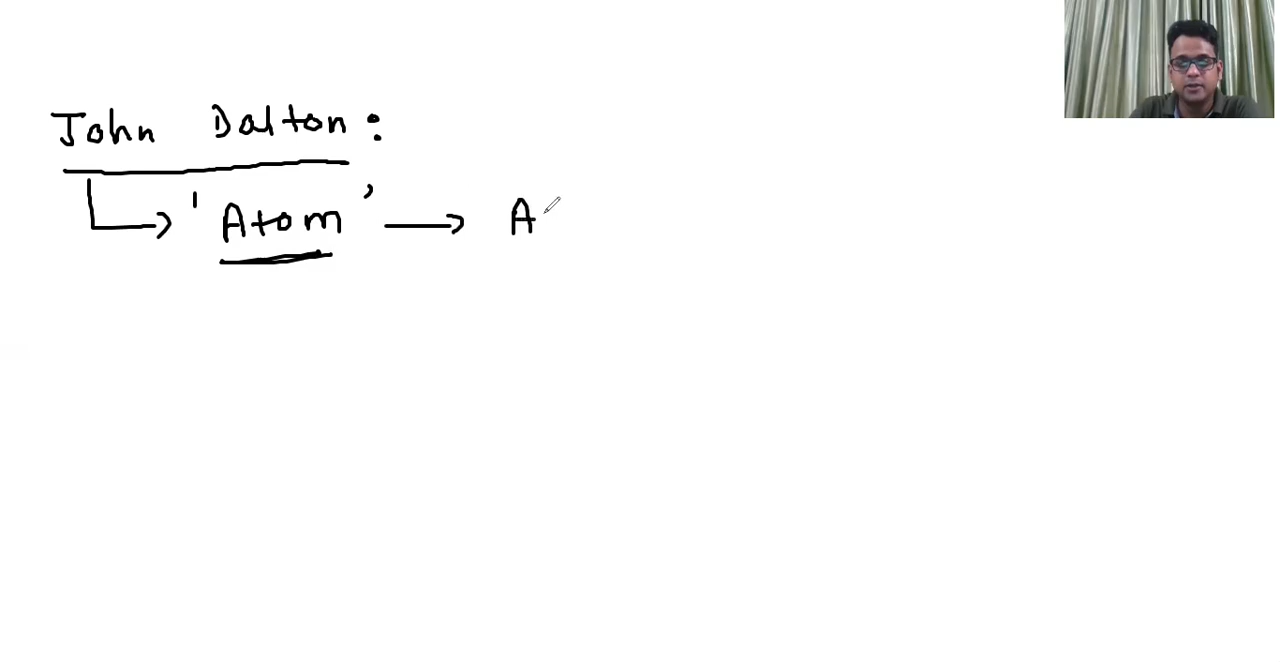 John Dalton:
'Atom' → A